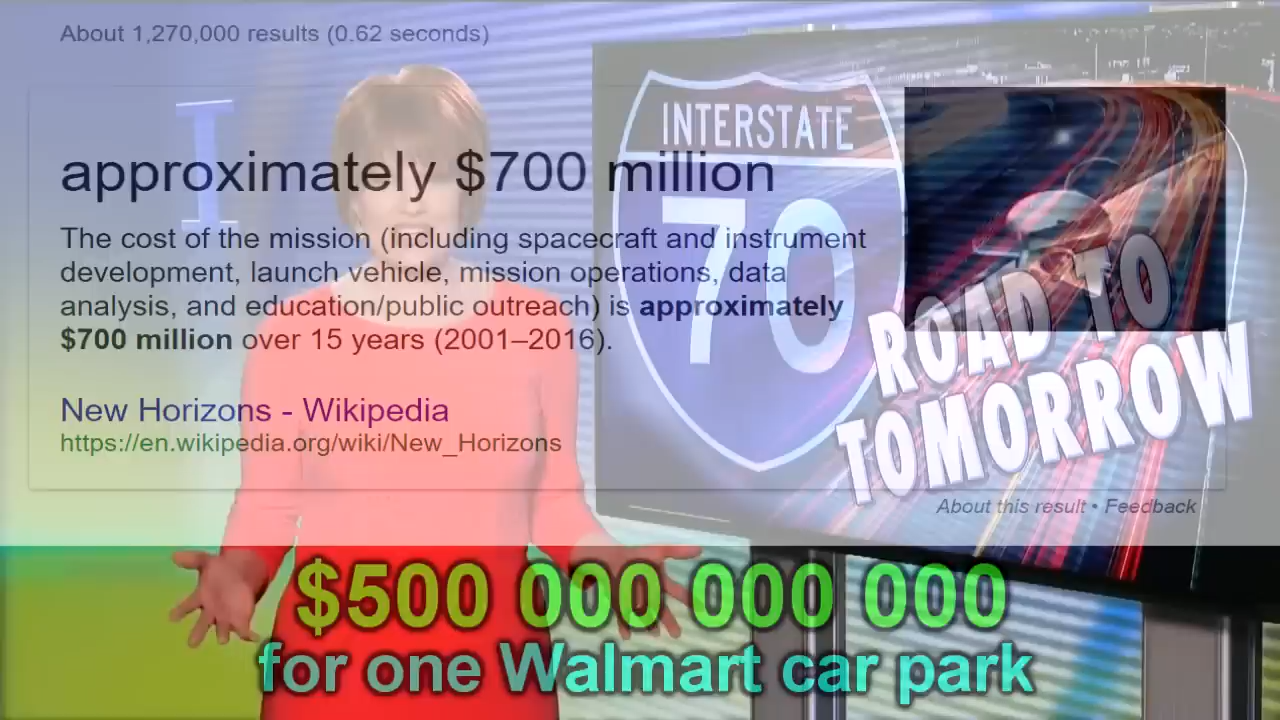 About 1,270,000 results (0.62 seconds)
INTERSTATE
70
approximately $700 million
The cost of the mission (including spacecraft and instrument
development, launch vehicle, mission operations, data
analysis, and education/public outreach) is approximately
$700 million over 15 years (2001–2016).
ROAD TO
TOMORROW
New Horizons - Wikipedia
https://en.wikipedia.org/wiki/New_Horizons
About this result • Feedback
$500 000 000 000
for one Walmart car park